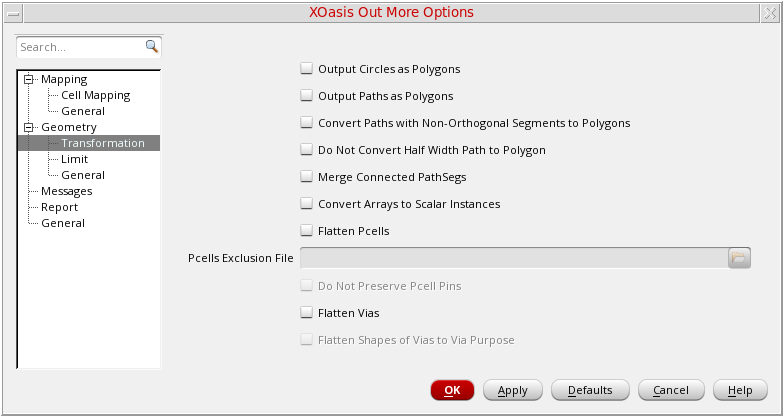 XOasis Out More Options
Search...
Mapping
Cell Mapping
General
Geometry
Transformation
Limit
General
Messages
Report
General
Output Circles as Polygons
Output Paths as Polygons
Convert Paths with Non-Orthogonal Segments to Polygons
Do Not Convert Half Width Path to Polygon
Merge Connected PathSegs
Convert Arrays to Scalar Instances
Flatten Pcells
Pcells Exclusion File
Do Not Preserve Pcell Pins
Flatten Vias
Flatten Shapes of Vias to Via Purpose
OK Apply Defaults Cancel Help